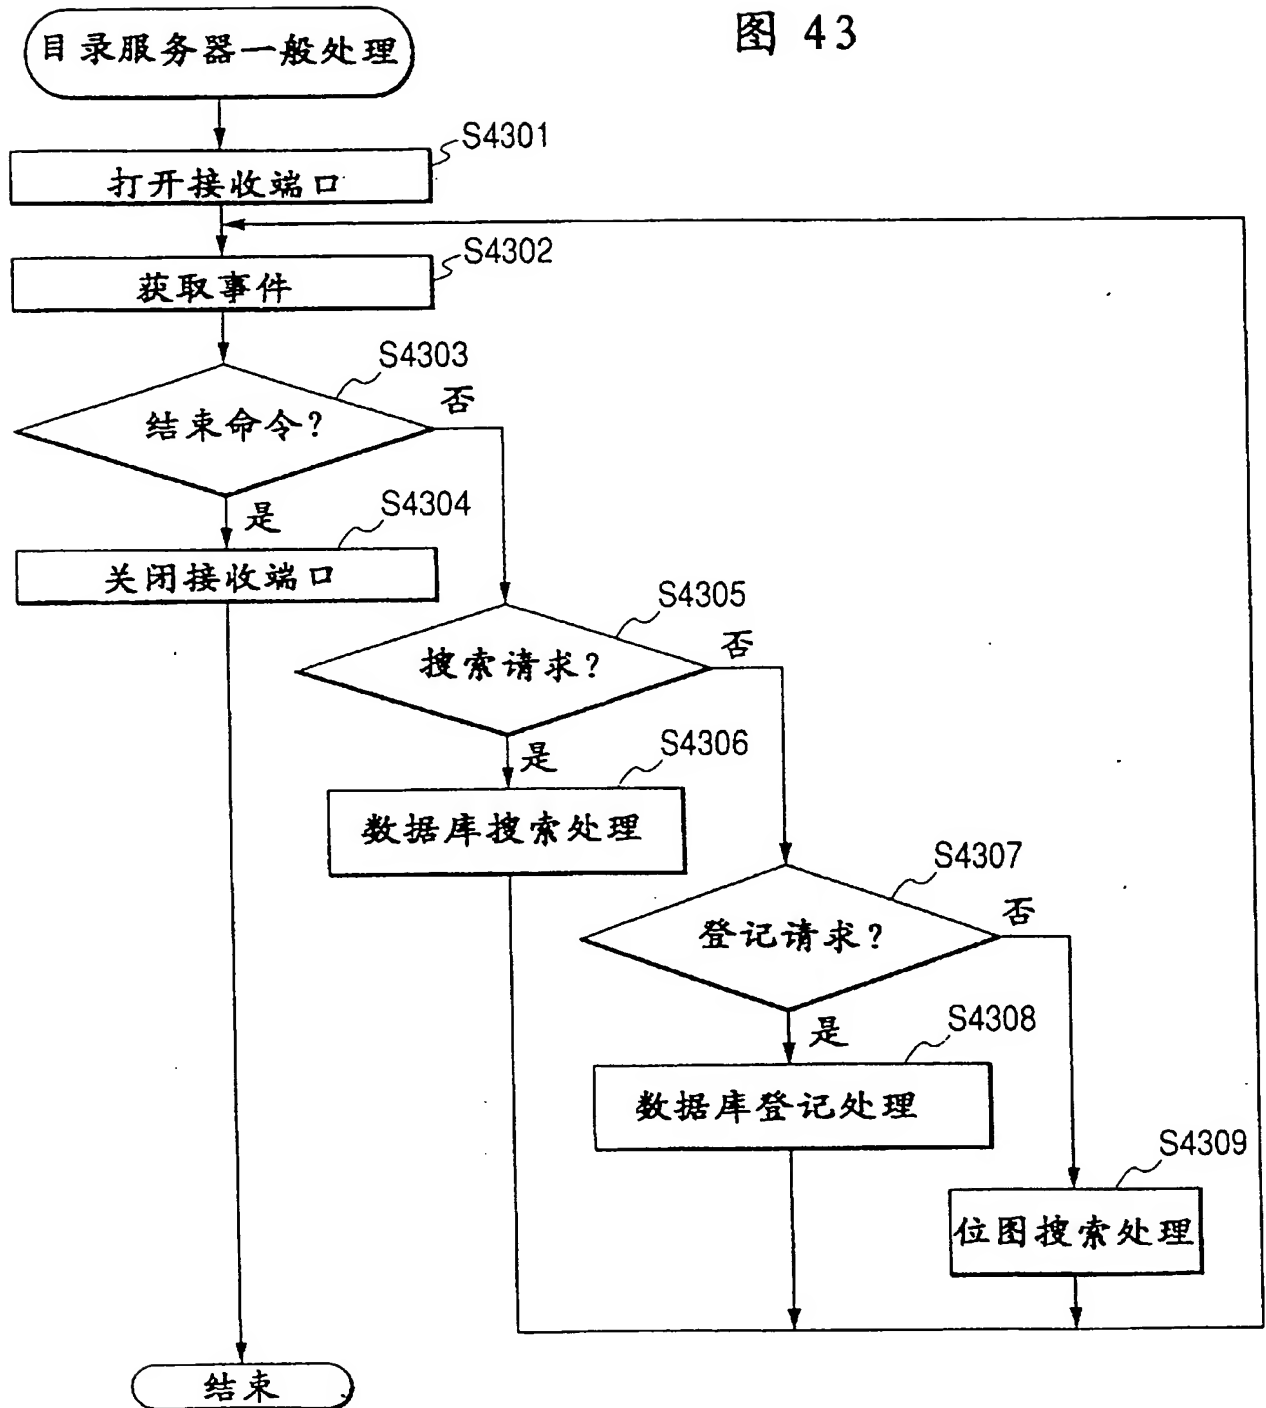 图 43
目录服务器一般处理
S4301
打开接收端口
S4302
获取事件
S4303
结束命令?
否
是
S4304
关闭接收端口
S4305
搜索请求?
否
是
S4306
数据库搜索处理
S4307
登记请求?
否
是
S4308
数据库登记处理
S4309
位图搜索处理
结束